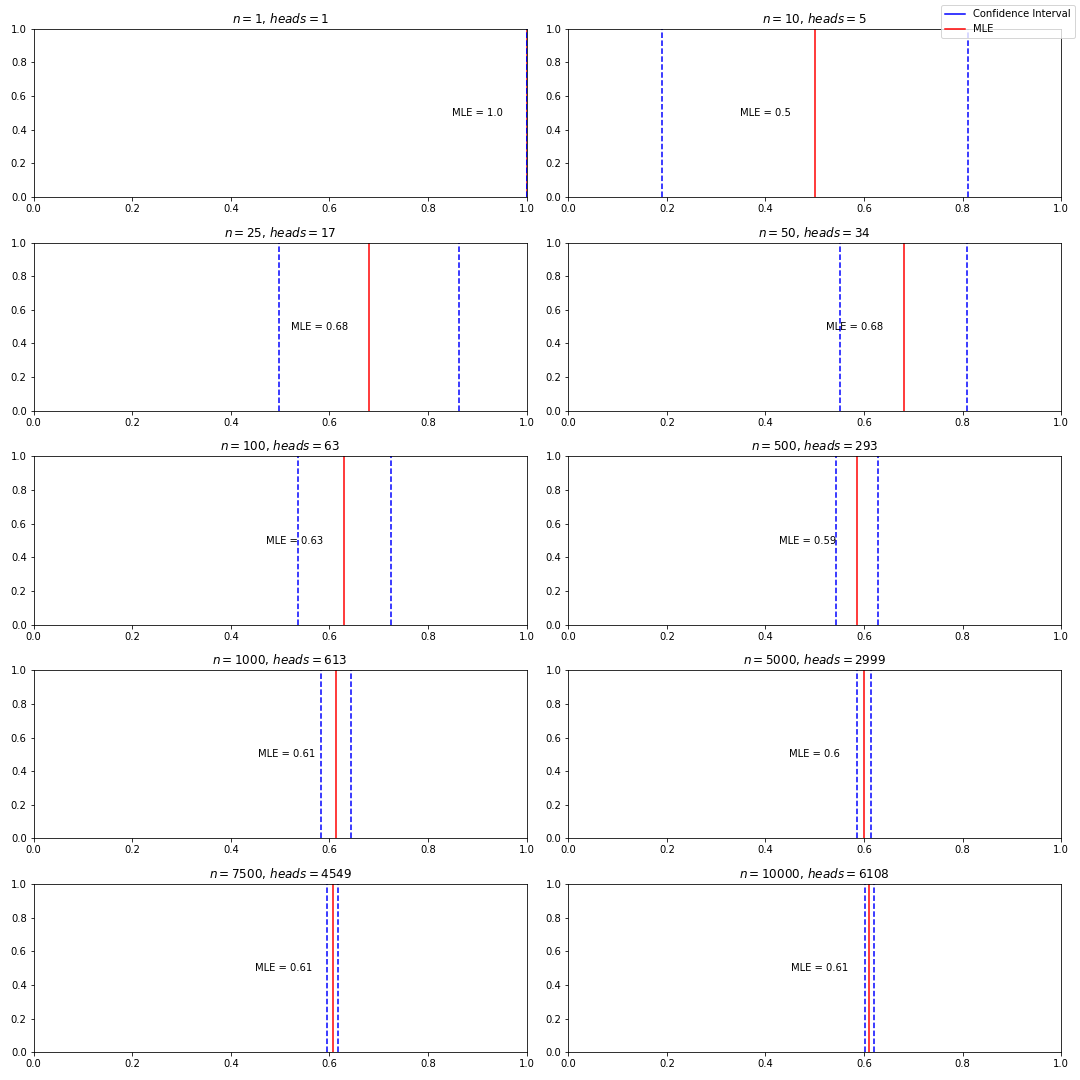 n = 1, heads = 1
n = 10, heads = 5
Confidence Interval
MLE
1.0
0.8
0.6
0.4
0.2
0.0
MLE = 1.0
0.0 0.2 0.4 0.6 0.8 1.0
1.0
0.8
0.6
0.4
0.2
0.0
MLE = 0.5
0.0 0.2 0.4 0.6 0.8 1.0
n = 25, heads = 17
1.0
0.8
0.6
0.4
0.2
0.0
MLE = 0.68
0.0 0.2 0.4 0.6 0.8 1.0
n = 50, heads = 34
1.0
0.8
0.6
0.4
0.2
0.0
MLE = 0.68
0.0 0.2 0.4 0.6 0.8 1.0
n = 100, heads = 63
1.0
0.8
0.6
0.4
0.2
0.0
MLE = 0.63
0.0 0.2 0.4 0.6 0.8 1.0
n = 500, heads = 293
1.0
0.8
0.6
0.4
0.2
0.0
MLE = 0.59
0.0 0.2 0.4 0.6 0.8 1.0
n = 1000, heads = 613
1.0
0.8
0.6
0.4
0.2
0.0
MLE = 0.61
0.0 0.2 0.4 0.6 0.8 1.0
n = 5000, heads = 2999
1.0
0.8
0.6
0.4
0.2
0.0
MLE = 0.6
0.0 0.2 0.4 0.6 0.8 1.0
n = 7500, heads = 4549
1.0
0.8
0.6
0.4
0.2
0.0
MLE = 0.61
0.0 0.2 0.4 0.6 0.8 1.0
n = 10000, heads = 6108
1.0
0.8
0.6
0.4
0.2
0.0
MLE = 0.61
0.0 0.2 0.4 0.6 0.8 1.0